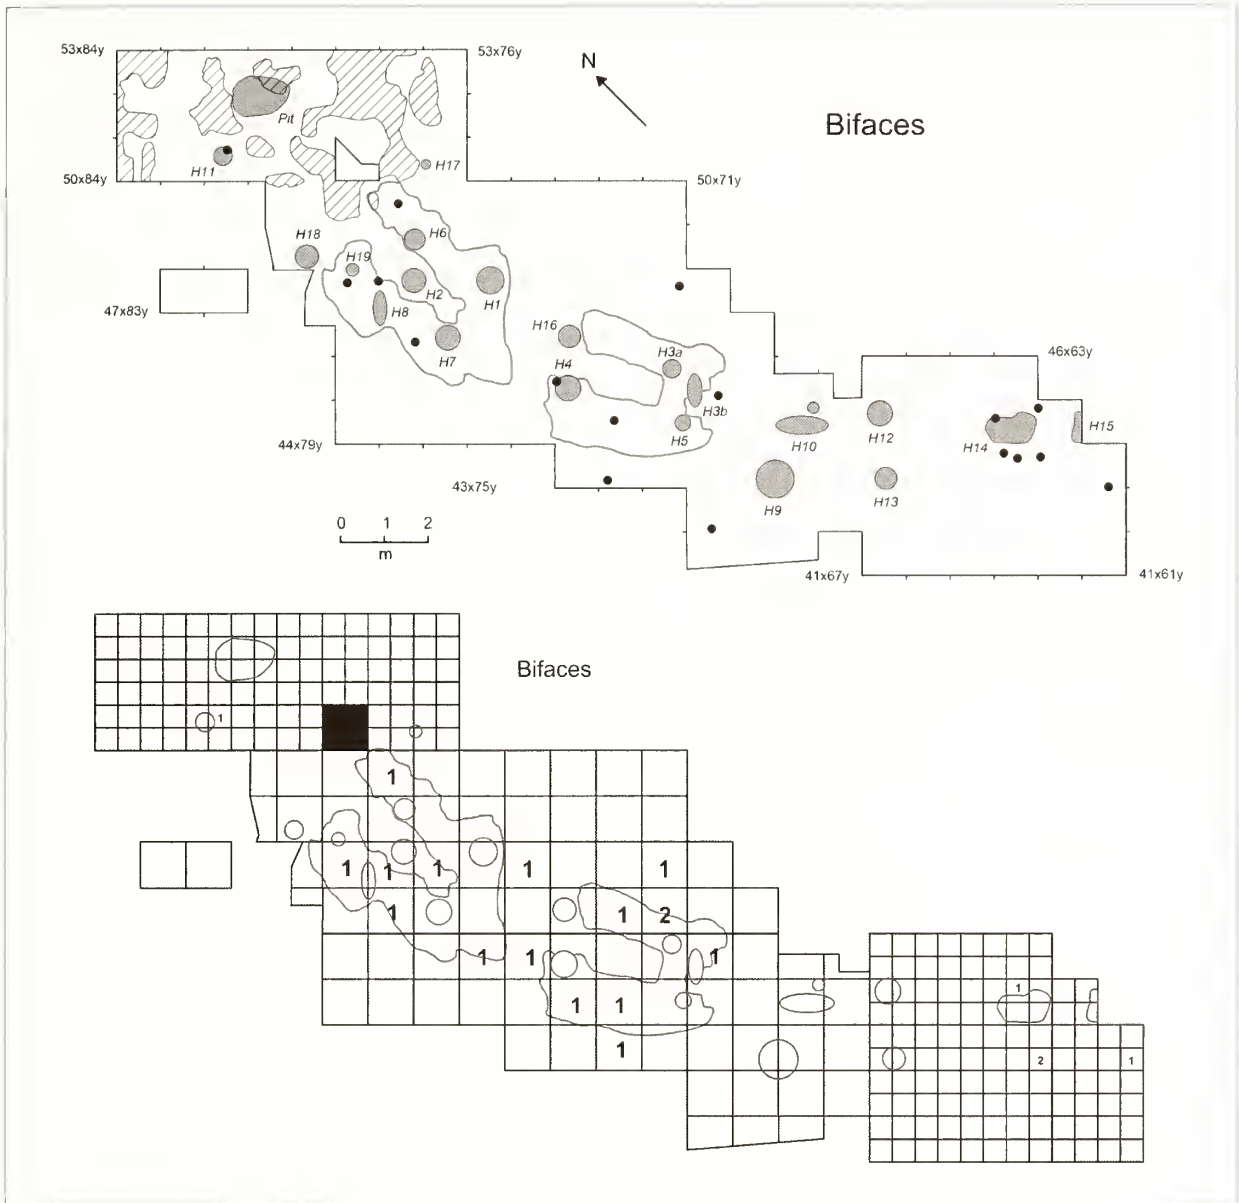 53x84y
53x76y
N
Bifaces
Pit
H11
H17
50x84y
50x71y
H18
H6
H19
H2
H1
H8
47x83y
H16
H7
H3a
46x63y
H4
H3b
H5
H10
H12
H14
H15
44x79y
43x75y
H9
H13
0 1 2
m
41x67y
41x61y
Bifaces
1
1
1 1 1 1 1
1 1 2
1 1 1
1 1 1
1
2 1